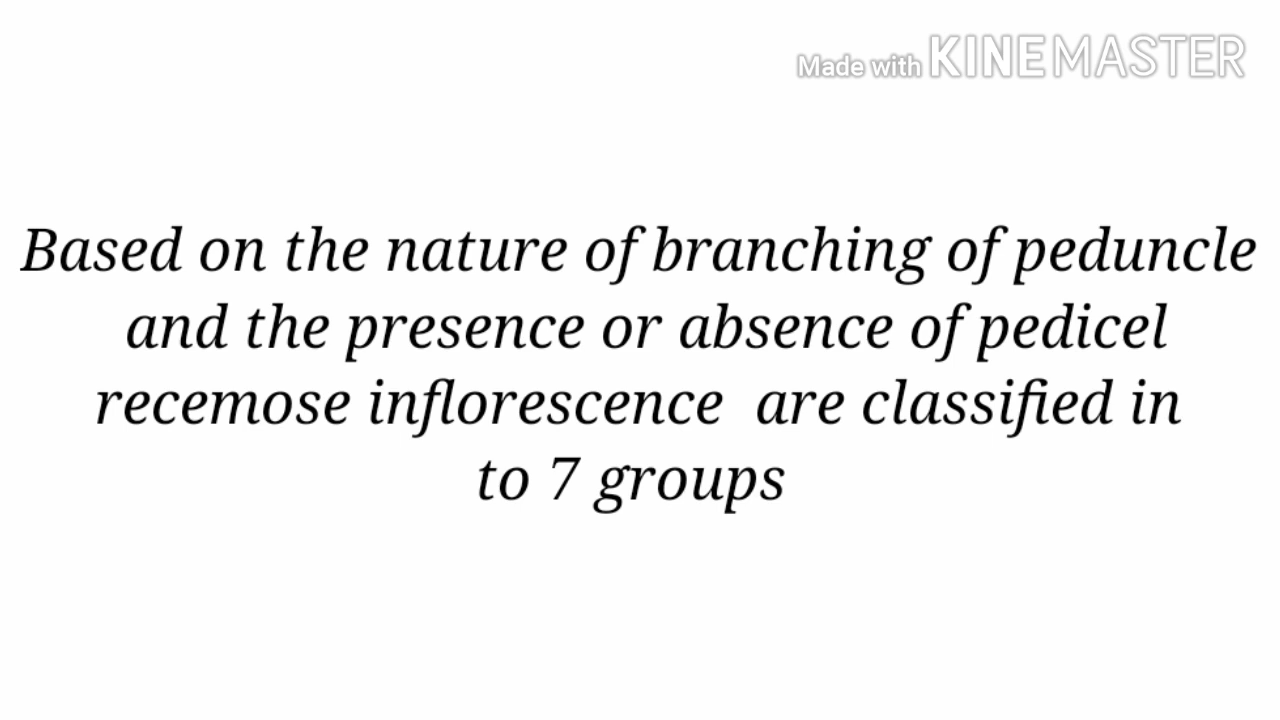 Made with KINEMASTER
Based on the nature of branching of peduncle
and the presence or absence of pedicel
recemose inflorescence  are classified in
to 7 groups